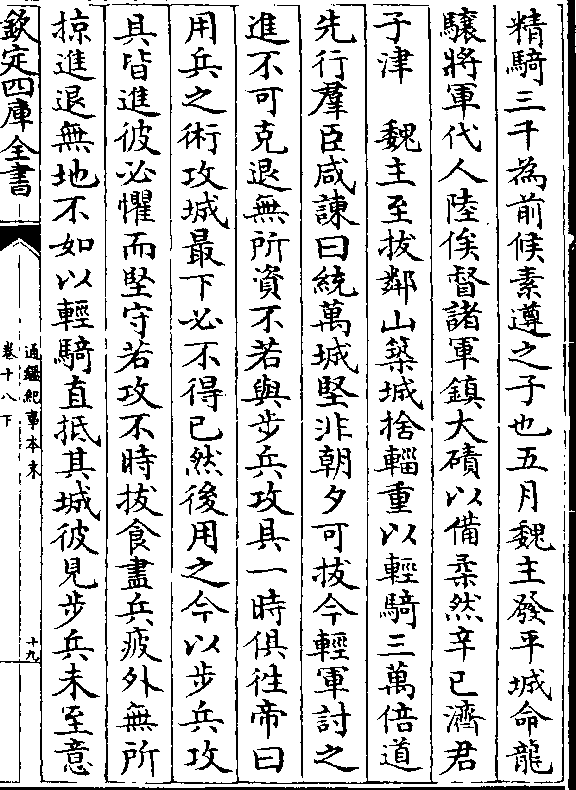 精騎三千為前候素遵之子也五月魏主發平城命龍
驤將軍代人陸俟督諸軍鎮大磧以備柔然辛巳濟君
子津　魏主至拔鄰山築城捨輜重以輕騎三萬倍道
先行羣臣咸諫曰統萬城堅非朝夕可拔今輕軍討之
進不可克退無所資不若與步兵攻具一時俱往帝曰
用兵之術攻城最下必不得已然後用之今以步兵攻
具皆進彼必懼而堅守若攻不時拔食盡兵疲外無所
掠進退無地不如以輕騎直抵其城彼見步兵未至意
欽定四庫全書
通鑑紀事本末
卷十八下
十九